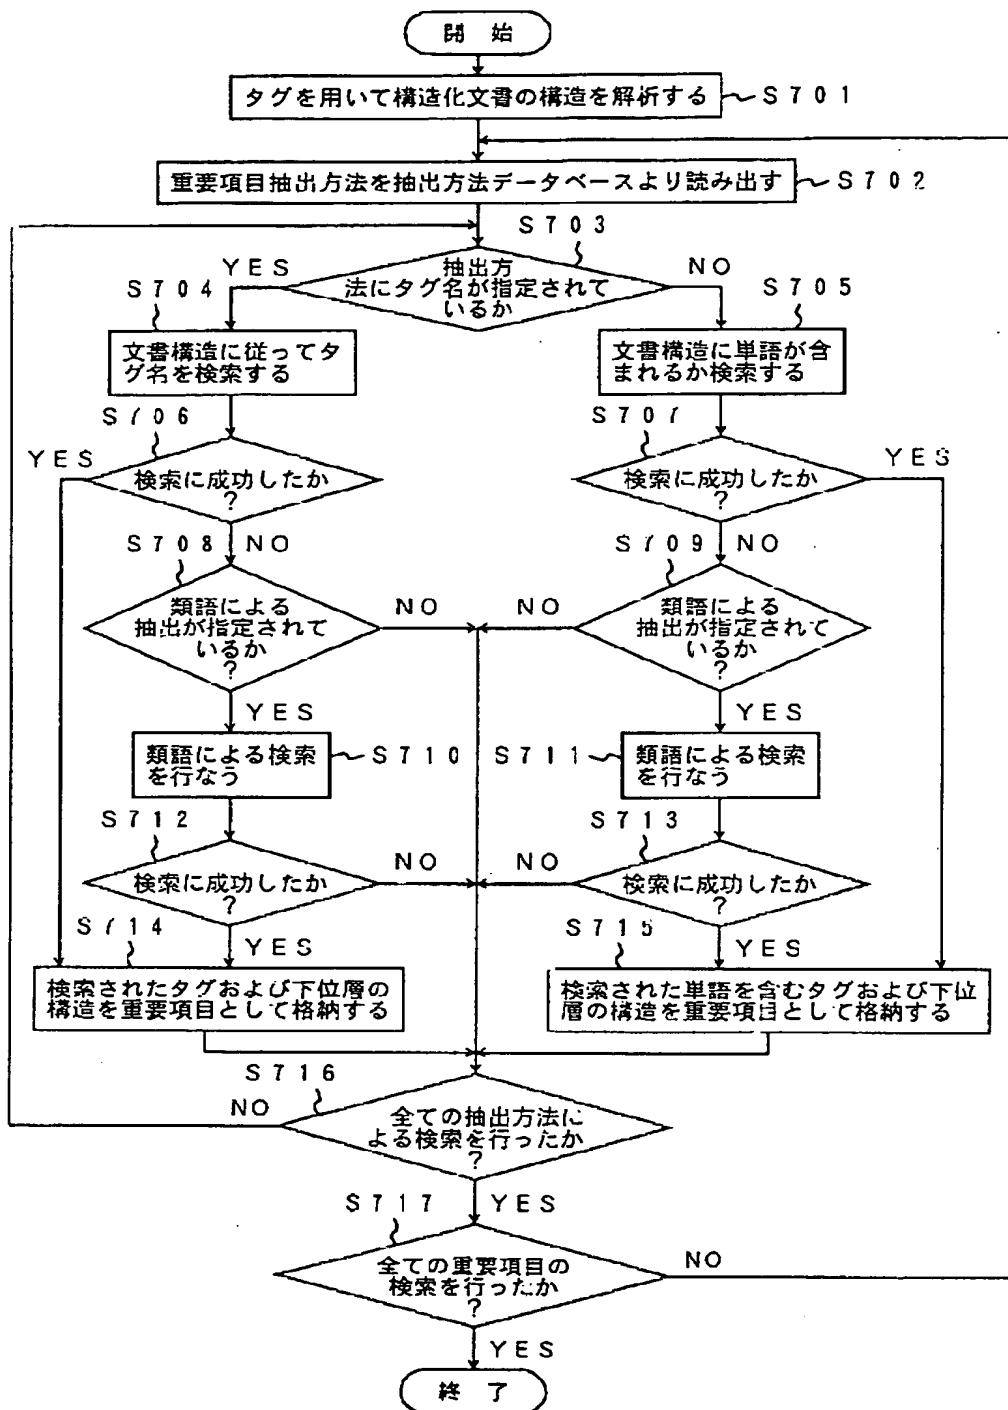 開 始
タグを用いて構造化文書の構造を解析する
S701
重要項目抽出方法を抽出方法データベースより読み出す
S702
S703
抽出方
法にタグ名が指定されて
いるか
YES
NO
S704
文書構造に従ってタ
グ名を検索する
S705
文書構造に単語が含
まれるか検索する
S706
YES
検索に成功したか
?
NO
S707
YES
検索に成功したか
?
NO
S708
類語による
抽出が指定されて
いるか
?
NO
YES
S709
NO
類語による
抽出が指定されて
いるか
?
YES
類語による検索
を行なう
S710
S711
類語による検索
を行なう
S712
検索に成功したか
?
NO
YES
S713
NO
検索に成功したか
?
YES
S714
検索されたタグおよび下位層の
構造を重要項目として格納する
S715
検索された単語を含むタグおよび下位
層の構造を重要項目として格納する
S716
NO
全ての抽出方法に
よる検索を行ったか
?
YES
S717
全ての重要項目の
検索を行ったか
?
NO
YES
終 了